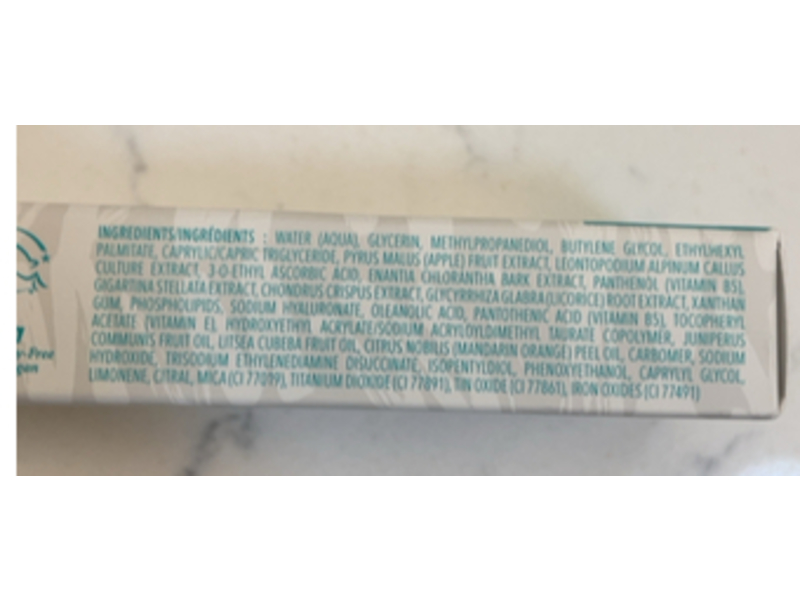 INGREDIENTS/INGRÉDIENTS : WATER (AQUA), GLYCERIN, METHYLPROPANEDIOL, BUTYLENE GLYCOL, ETHYLHEXYL
PALMITATE, CAPRYLIC/CAPRIC TRIGLYCERIDE, PYRUS MALUS (APPLE) FRUIT EXTRACT, LEONTOPODIUM ALPINUM CALLUS
CULTURE EXTRACT, 3-O-ETHYL ASCORBIC ACID, ENANTIA CHLORANTHA BARK EXTRACT, PANTHENOL (VITAMIN B5),
GIGARTINA STELLATA EXTRACT, CHONDRUS CRISPUS EXTRACT, GLYCYRRHIZA GLABRA (LICORICE) ROOT EXTRACT, XANTHAN
GUM, PHOSPHOLIPIDS, SODIUM HYALURONATE, OLEANOLIC ACID, PANTOTHENIC ACID (VITAMIN B5), TOCOPHERYL
ACETATE (VITAMIN E), HYDROXYETHYL ACRYLATE/SODIUM ACRYLOYLDIMETHYL TAURATE COPOLYMER, JUNIPERUS
COMMUNIS FRUIT OIL, LITSEA CUBEBA FRUIT OIL, CITRUS NOBILIS (MANDARIN ORANGE) PEEL OIL, CARBOMER, SODIUM
HYDROXIDE, TRISODIUM ETHYLENEDIAMINE DISUCCINATE, ISOPENTYLDIOL, PHENOXYETHANOL, CAPRYLYL GLYCOL,
LIMONENE, CITRAL, MICA (CI 77019), TITANIUM DIOXIDE (CI 77891), TIN OXIDE (CI 77861), IRON OXIDES (CI 77491)
-Free